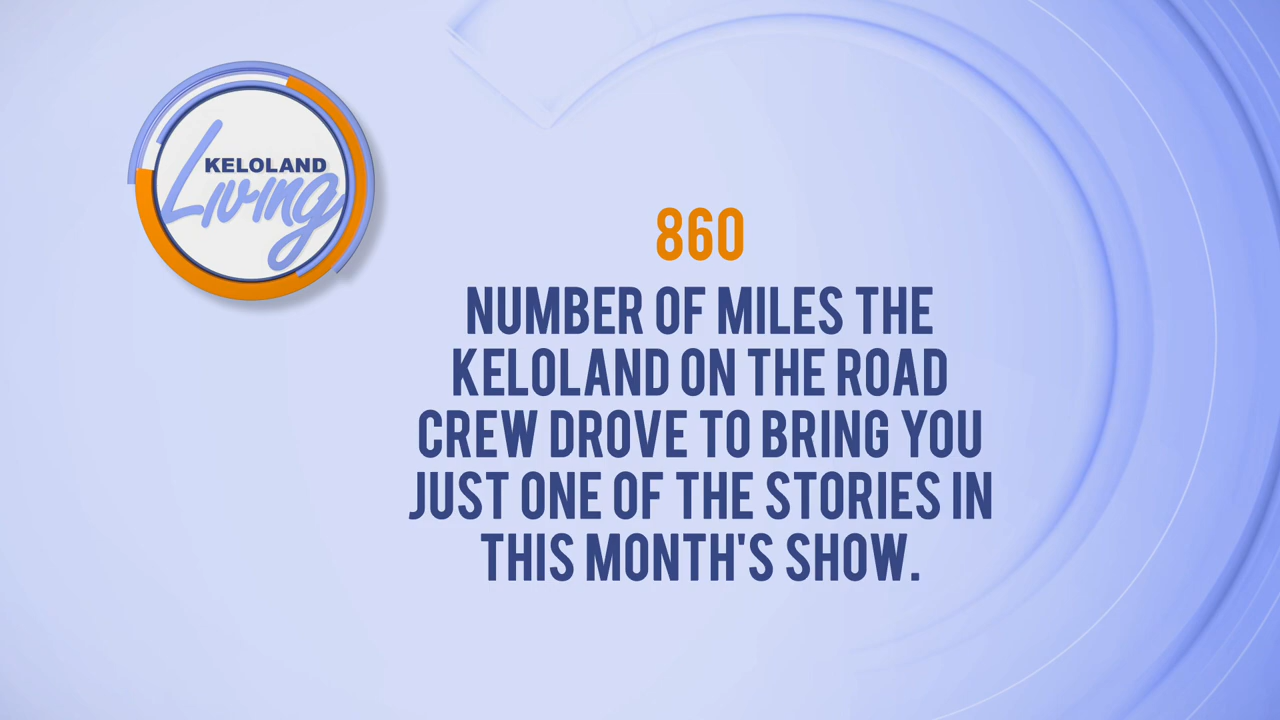 KELOLAND
Living
860
NUMBER OF MILES THE
KELOLAND ON THE ROAD
CREW DROVE TO BRING YOU
JUST ONE OF THE STORIES IN
THIS MONTH'S SHOW.